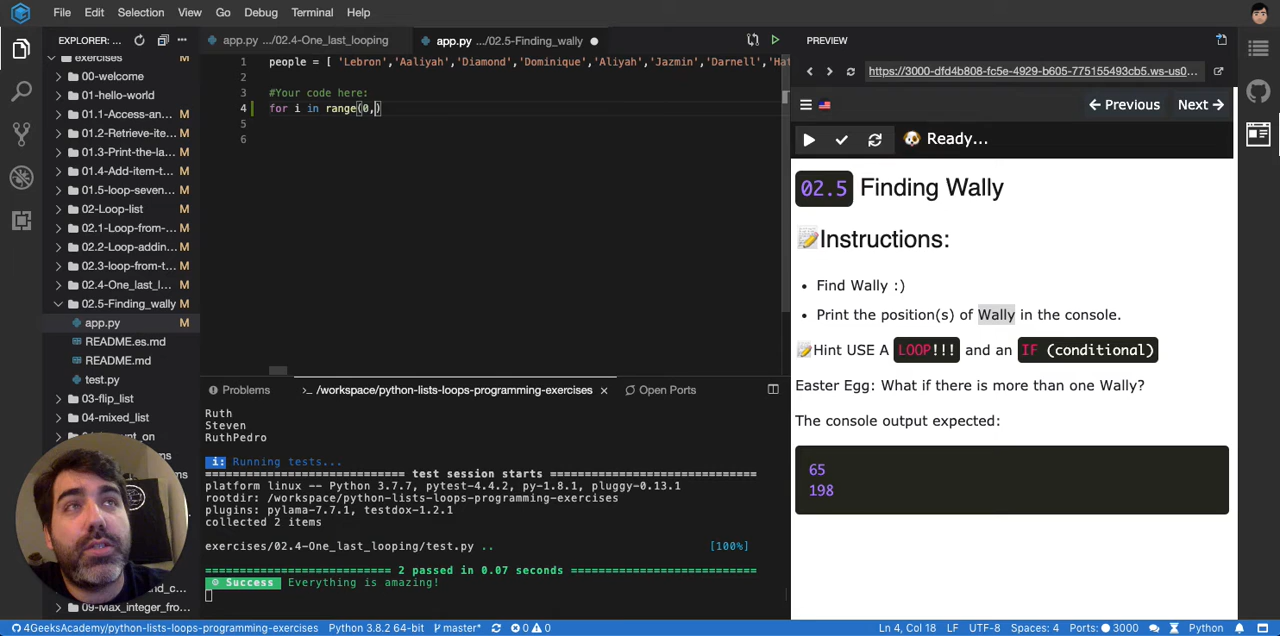 File Edit Selection View Go Debug Terminal Help
EXPLORER: ...
exercises
00-welcome
01-hello-world
01.1-Access-an... M
01.2-Retrieve-ite... M
01.3-Print-the-la... M
01.4-Add-item-t... M
01.5-loop-seven... M
02-Loop-list M
02.1-Loop-from-... M
02.2-Loop-adding... M
02.3-loop-from-t... M
02.4-One_last_l... M
02.5-Finding_wally M
app.py M
README.es.md
README.md
test.py
03-flip_list M
04-mixed_list M
09-Max_integer_fro...
app.py .../02.4-One_last_looping
app.py .../02.5-Finding_wally
1 people = [ 'Lebron','Aaliyah','Diamond','Dominique','Aliyah','Jazmin','Darnell','Hat
2
3 #Your code here:
4 for i in range(0,)
5
6
Problems
/workspace/python-lists-loops-programming-exercises
Open Ports
Ruth
Steven
RuthPedro
i: Running tests...
========================== test session starts ==========================
platform linux -- Python 3.7.7, pytest-4.4.2, py-1.8.1, pluggy-0.13.1
rootdir: /workspace/python-lists-loops-programming-exercises
plugins: pylama-7.7.1, testdox-1.2.1
collected 2 items
exercises/02.4-One_last_looping/test.py .. [100%]
======================== 2 passed in 0.07 seconds ========================
Success Everything is amazing!
PREVIEW
https://3000-dfd4b808-fc5e-4929-b605-775155493cb5.ws-us0...
Previous Next
Ready...
02.5 Finding Wally
Instructions:
• Find Wally :)
• Print the position(s) of Wally in the console.
Hint USE A LOOP!!! and an IF (conditional)
Easter Egg: What if there is more than one Wally?
The console output expected:
65
198
4GeeksAcademy/python-lists-loops-programming-exercises Python 3.8.2 64-bit master* 0 0 Ln 4, Col 18 LF UTF-8 Spaces: 4 Ports: 3000 Python